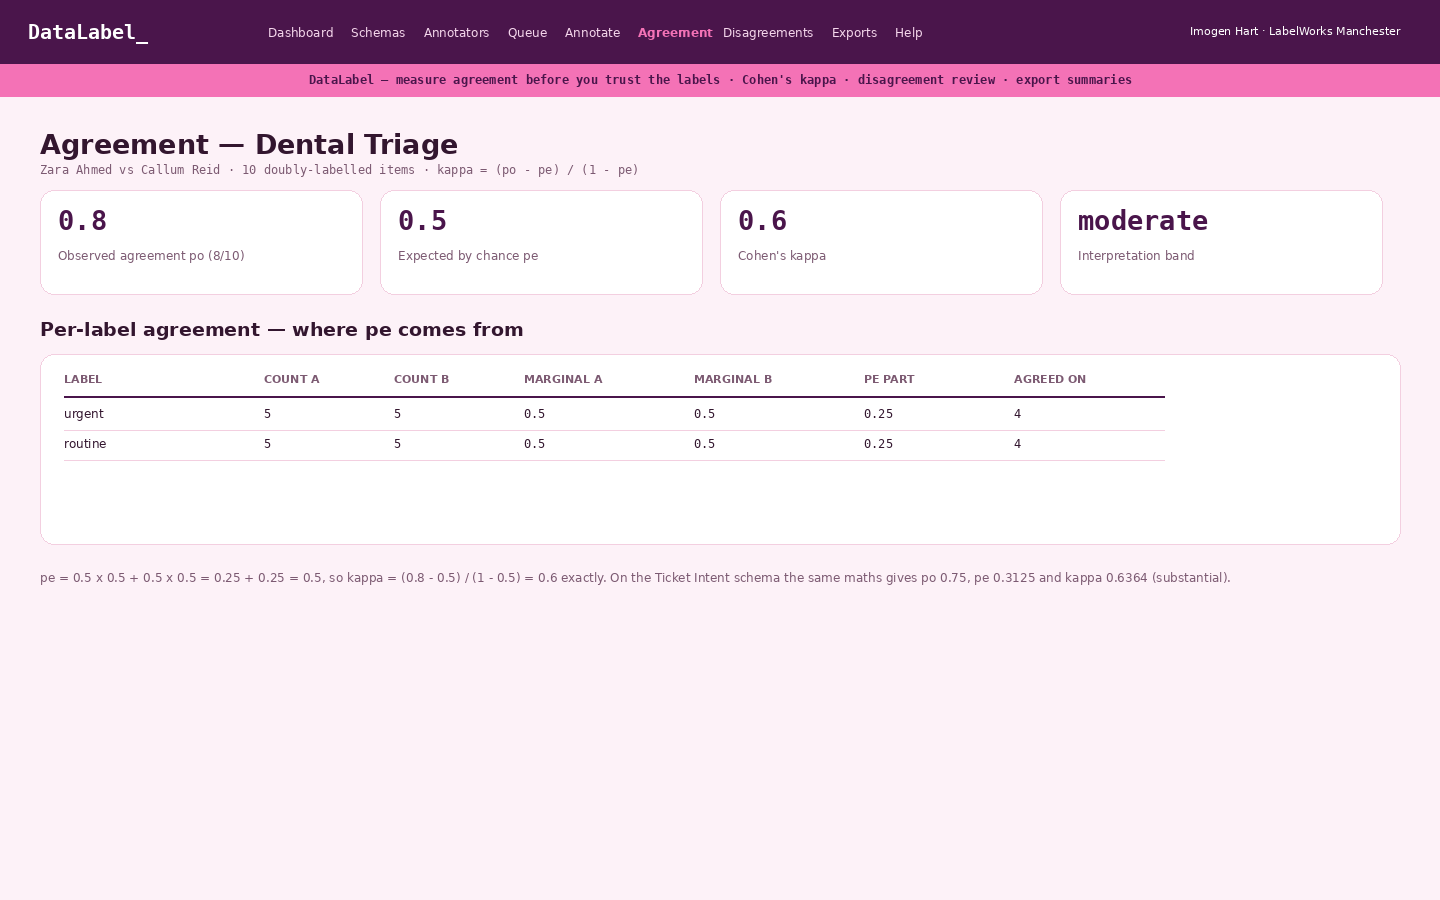 DataLabel_
Dashboard Schemas Annotators Queue Annotate Agreement Disagreements Exports Help
Imogen Hart · LabelWorks Manchester
DataLabel — measure agreement before you trust the labels · Cohen's kappa · disagreement review · export summaries
Agreement — Dental Triage
Zara Ahmed vs Callum Reid · 10 doubly-labelled items · kappa = (po - pe) / (1 - pe)
0.8
Observed agreement po (8/10)
0.5
Expected by chance pe
0.6
Cohen's kappa
moderate
Interpretation band
Per-label agreement — where pe comes from
LABEL COUNT A COUNT B MARGINAL A MARGINAL B PE PART AGREED ON
urgent 5 5 0.5 0.5 0.25 4
routine 5 5 0.5 0.5 0.25 4
pe = 0.5 x 0.5 + 0.5 x 0.5 = 0.25 + 0.25 = 0.5, so kappa = (0.8 - 0.5) / (1 - 0.5) = 0.6 exactly. On the Ticket Intent schema the same maths gives po 0.75, pe 0.3125 and kappa 0.6364 (substantial).